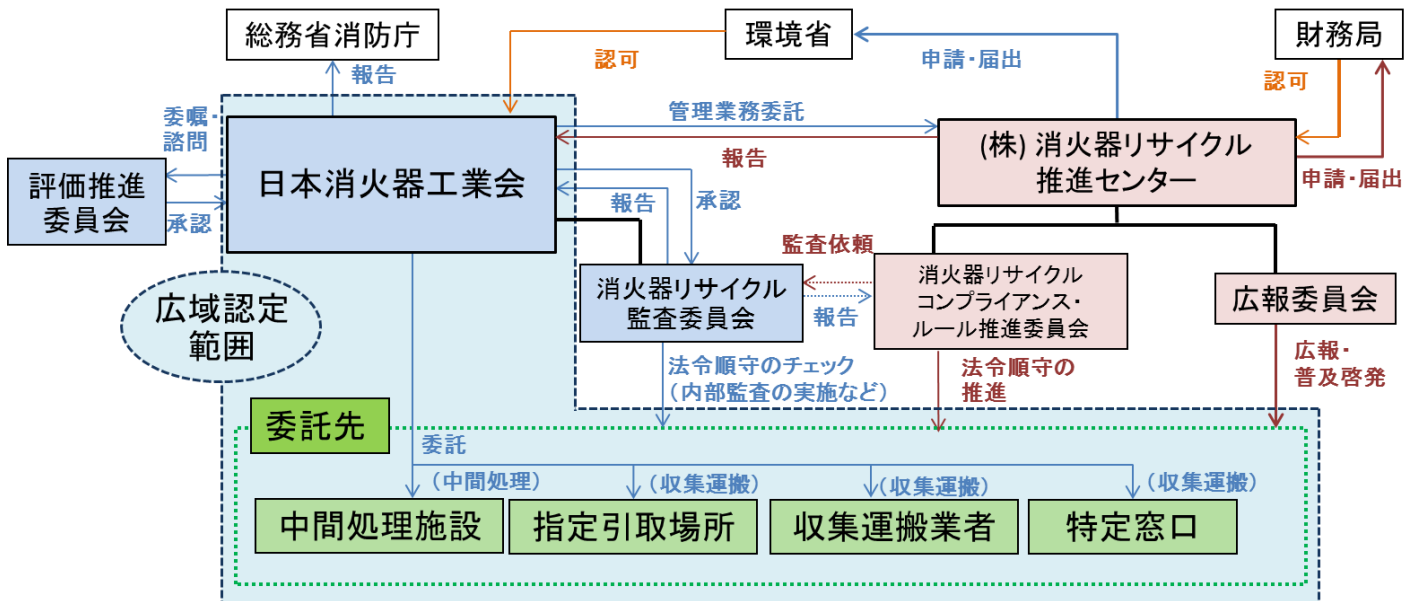 総務省消防庁
環境省
財務局
報告
認可
申請・届出
認可
委嘱・
諮問
管理業務委託
報告
日本消火器工業会
(株) 消火器リサイクル
推進センター
申請・届出
評価推進
委員会
承認
報告
承認
監査依頼
広域認定
範囲
消火器リサイクル
監査委員会
報告
消火器リサイクル
コンプライアンス・
ルール推進委員会
広報委員会
法令順守のチェック
（内部監査の実施など）
法令順守の
推進
広報・
普及啓発
委託先
委託
（中間処理）
（収集運搬）
（収集運搬）
（収集運搬）
中間処理施設
指定引取場所
収集運搬業者
特定窓口